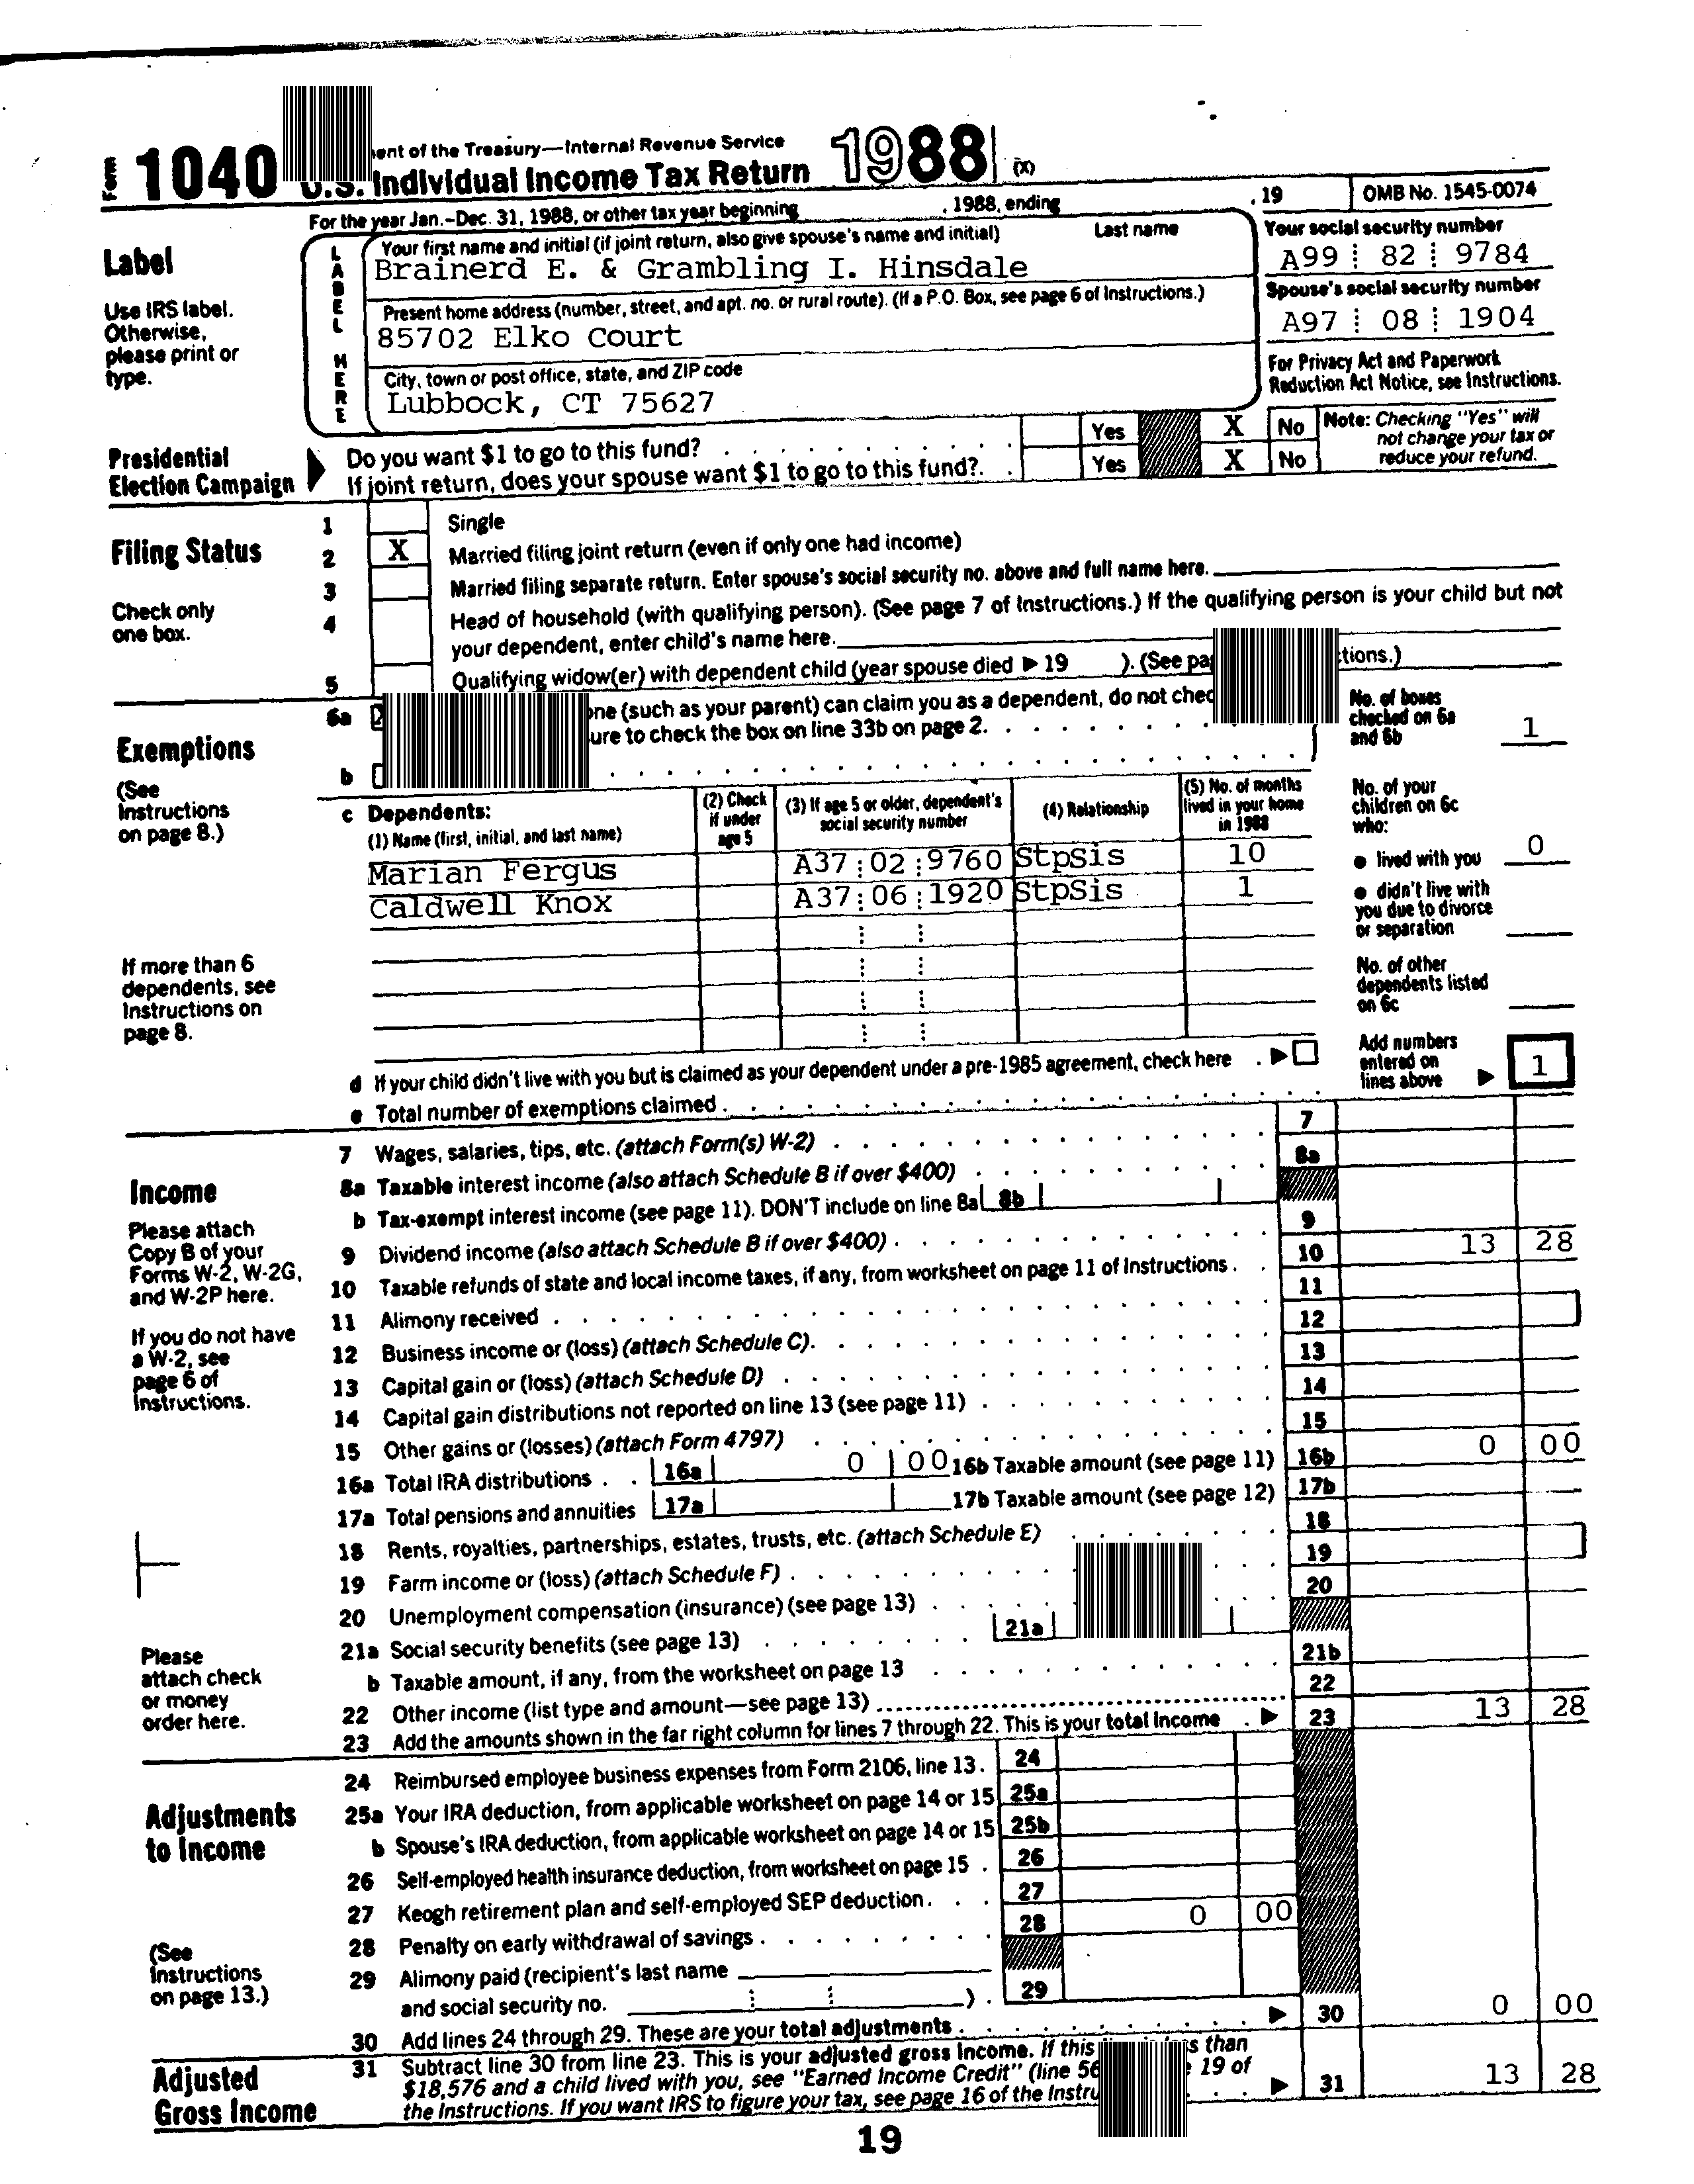 Form 1040 U.S. Individual Income Tax Return 1988 (X)
ent of the Treasury—Internal Revenue Service
For the year Jan.-Dec. 31, 1988, or other tax year beginning , 1988, ending , 19 OMB No. 1545-0074
Label
Use IRS label.
Otherwise,
please print or
type.
LABEL HERE
Your first name and initial (if joint return, also give spouse's name and initial) Last name
Brainerd E. & Grambling I. Hinsdale
Your social security number
A99 82 9784
Present home address (number, street, and apt. no. or rural route). (If a P.O. Box, see page 6 of Instructions.)
85702 Elko Court
Spouse's social security number
A97 08 1904
City, town or post office, state, and ZIP code
Lubbock, CT 75627
For Privacy Act and Paperwork
Reduction Act Notice, see Instructions.
Presidential
Election Campaign
Do you want $1 to go to this fund? Yes X No
If joint return, does your spouse want $1 to go to this fund? Yes X No
Note: Checking "Yes" will
not change your tax or
reduce your refund.
Filing Status
Check only
one box.
1 Single
2 X Married filing joint return (even if only one had income)
3 Married filing separate return. Enter spouse's social security no. above and full name here.
4 Head of household (with qualifying person). (See page 7 of Instructions.) If the qualifying person is your child but not
your dependent, enter child's name here.
5 Qualifying widow(er) with dependent child (year spouse died ▶ 19 ). (See pa tions.)
Exemptions
(See
Instructions
on page 8.)
6a one (such as your parent) can claim you as a dependent, do not chec
ure to check the box on line 33b on page 2.
b
No. of boxes
checked on 6a
and 6b 1
c Dependents:
(1) Name (first, initial, and last name)
(2) Check
if under
age 5
(3) If age 5 or older, dependent's
social security number
(4) Relationship
(5) No. of months
lived in your home
in 1988
Marian Fergus A37 02 9760 StpSis 10
Caldwell Knox A37 06 1920 StpSis 1
No. of your
children on 6c
who:
● lived with you 0
● didn't live with
you due to divorce
or separation
No. of other
dependents listed
on 6c
If more than 6
dependents, see
Instructions on
page 8.
d If your child didn't live with you but is claimed as your dependent under a pre-1985 agreement, check here ▶
e Total number of exemptions claimed
Add numbers
entered on
lines above ▶ 1
Income
Please attach
Copy B of your
Forms W-2, W-2G,
and W-2P here.
If you do not have
a W-2, see
page 6 of
Instructions.
Please
attach check
or money
order here.
7 Wages, salaries, tips, etc. (attach Form(s) W-2) 7
8a Taxable interest income (also attach Schedule B if over $400) 8a
b Tax-exempt interest income (see page 11). DON'T include on line 8a 8b
9 Dividend income (also attach Schedule B if over $400) 9
10 Taxable refunds of state and local income taxes, if any, from worksheet on page 11 of Instructions 10 13 28
11 Alimony received 11
12 Business income or (loss) (attach Schedule C) 12
13 Capital gain or (loss) (attach Schedule D) 13
14 Capital gain distributions not reported on line 13 (see page 11) 14
15 Other gains or (losses) (attach Form 4797) 15
16a Total IRA distributions 16a 0 00 16b Taxable amount (see page 11) 16b 0 00
17a Total pensions and annuities 17a 17b Taxable amount (see page 12) 17b
18 Rents, royalties, partnerships, estates, trusts, etc. (attach Schedule E) 18
19 Farm income or (loss) (attach Schedule F) 19
20 Unemployment compensation (insurance) (see page 13) 20
21a Social security benefits (see page 13) 21a
b Taxable amount, if any, from the worksheet on page 13 21b
22 Other income (list type and amount—see page 13) 22
23 Add the amounts shown in the far right column for lines 7 through 22. This is your total income ▶ 23 13 28
Adjustments
to Income
(See
Instructions
on page 13.)
24 Reimbursed employee business expenses from Form 2106, line 13. 24
25a Your IRA deduction, from applicable worksheet on page 14 or 15 25a
b Spouse's IRA deduction, from applicable worksheet on page 14 or 15 25b
26 Self-employed health insurance deduction, from worksheet on page 15 26
27 Keogh retirement plan and self-employed SEP deduction 27
28 Penalty on early withdrawal of savings 28 0 00
29 Alimony paid (recipient's last name
and social security no. ) 29
30 Add lines 24 through 29. These are your total adjustments ▶ 30 0 00
Adjusted
Gross Income
31 Subtract line 30 from line 23. This is your adjusted gross income. If this s than
$18,576 and a child lived with you, see "Earned Income Credit" (line 56 19 of
the Instructions. If you want IRS to figure your tax, see page 16 of the Instru ▶ 31 13 28
19